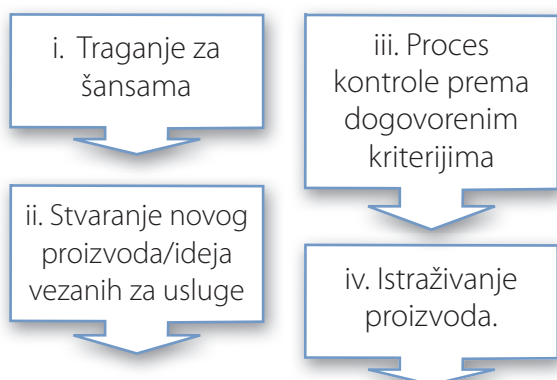 i. Traganje za
šansama
ii. Stvaranje novog
proizvoda/ideja
vezanih za usluge
iii. Proces
kontrole prema
dogovorenim
kriterijima
iv. Istraživanje
proizvoda.